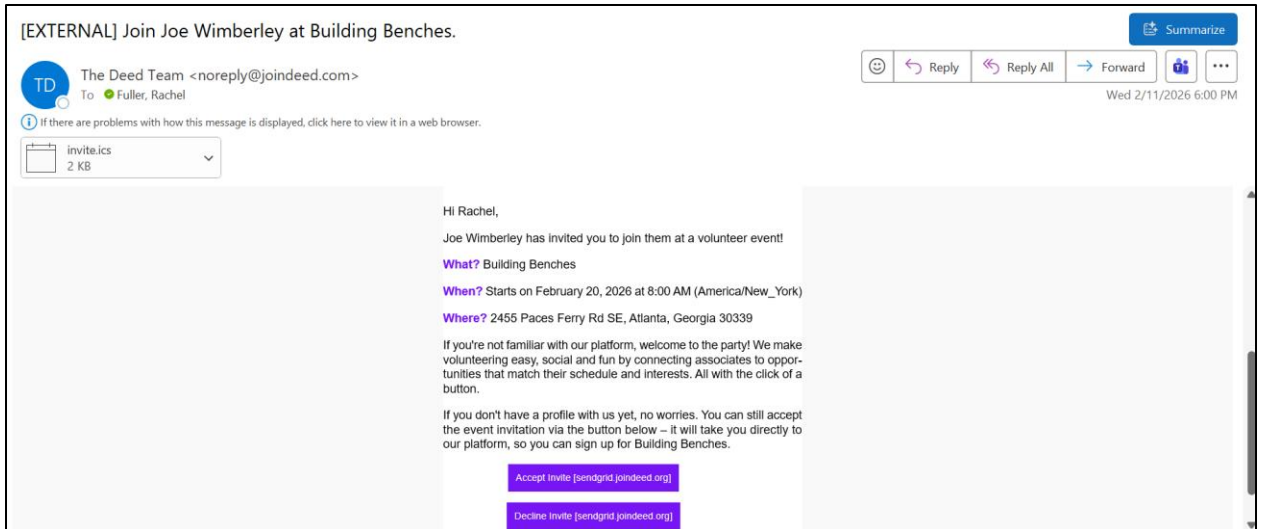 [EXTERNAL] Join Joe Wimberley at Building Benches.
Summarize
TD
The Deed Team <noreply@joindeed.com>
To Fuller, Rachel
Reply
Reply All
Forward
Wed 2/11/2026 6:00 PM
If there are problems with how this message is displayed, click here to view it in a web browser.
invite.ics
2 KB
Hi Rachel,
Joe Wimberley has invited you to join them at a volunteer event!
What? Building Benches
When? Starts on February 20, 2026 at 8:00 AM (America/New_York)
Where? 2455 Paces Ferry Rd SE, Atlanta, Georgia 30339
If you're not familiar with our platform, welcome to the party! We make
volunteering easy, social and fun by connecting associates to oppor-
tunities that match their schedule and interests. All with the click of a
button.
If you don't have a profile with us yet, no worries. You can still accept
the event invitation via the button below – it will take you directly to
our platform, so you can sign up for Building Benches.
Accept Invite [sendgrid.joindeed.org]
Decline Invite [sendgrid.joindeed.org]